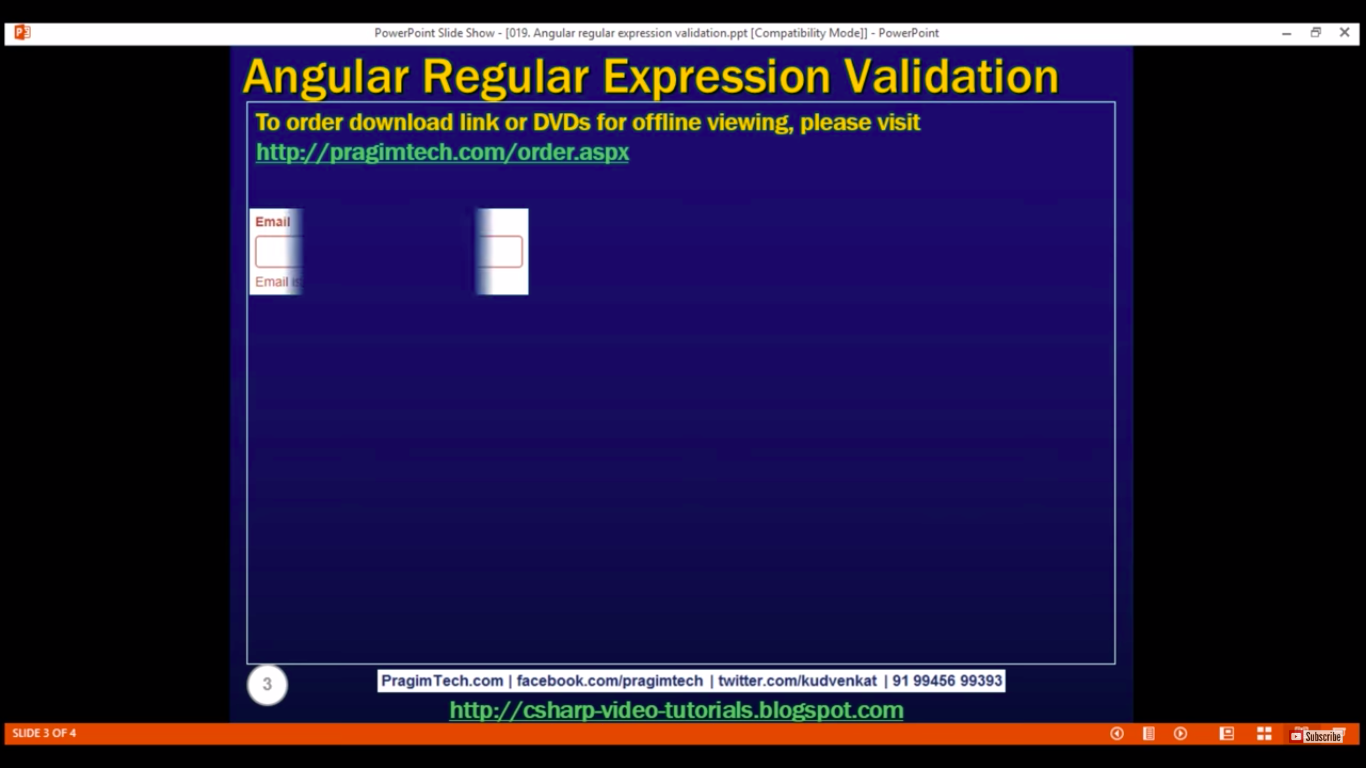 PowerPoint Slide Show - [019. Angular regular expression validation.ppt [Compatibility Mode]] - PowerPoint
Angular Regular Expression Validation
To order download link or DVDs for offline viewing, please visit
http://pragimtech.com/order.aspx
Email
Email is
3
PragimTech.com | facebook.com/pragimtech | twitter.com/kudvenkat | 91 99456 99393
http://csharp-video-tutorials.blogspot.com
SLIDE 3 OF 4
Subscribe